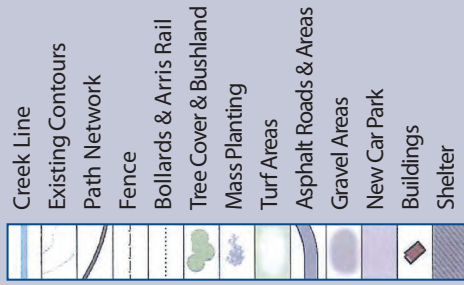 Creek Line
Existing Contours
Path Network
Fence
Bollards & Arris Rail
Tree Cover & Bushland
Mass Planting
Turf Areas
Asphalt Roads & Areas
Gravel Areas
New Car Park
Buildings
Shelter